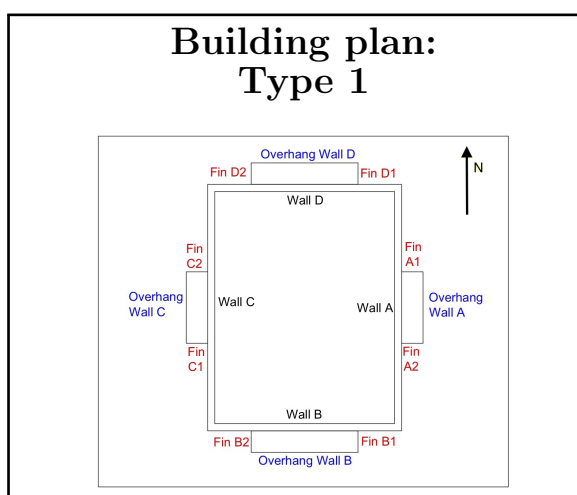 Building plan:
Type 1
Overhang Wall D
Fin D2
Fin D1
N
Wall D
Fin
C2
Fin
A1
Overhang
Wall C
Wall C
Wall A
Overhang
Wall A
Fin
C1
Fin
A2
Wall B
Fin B2
Fin B1
Overhang Wall B